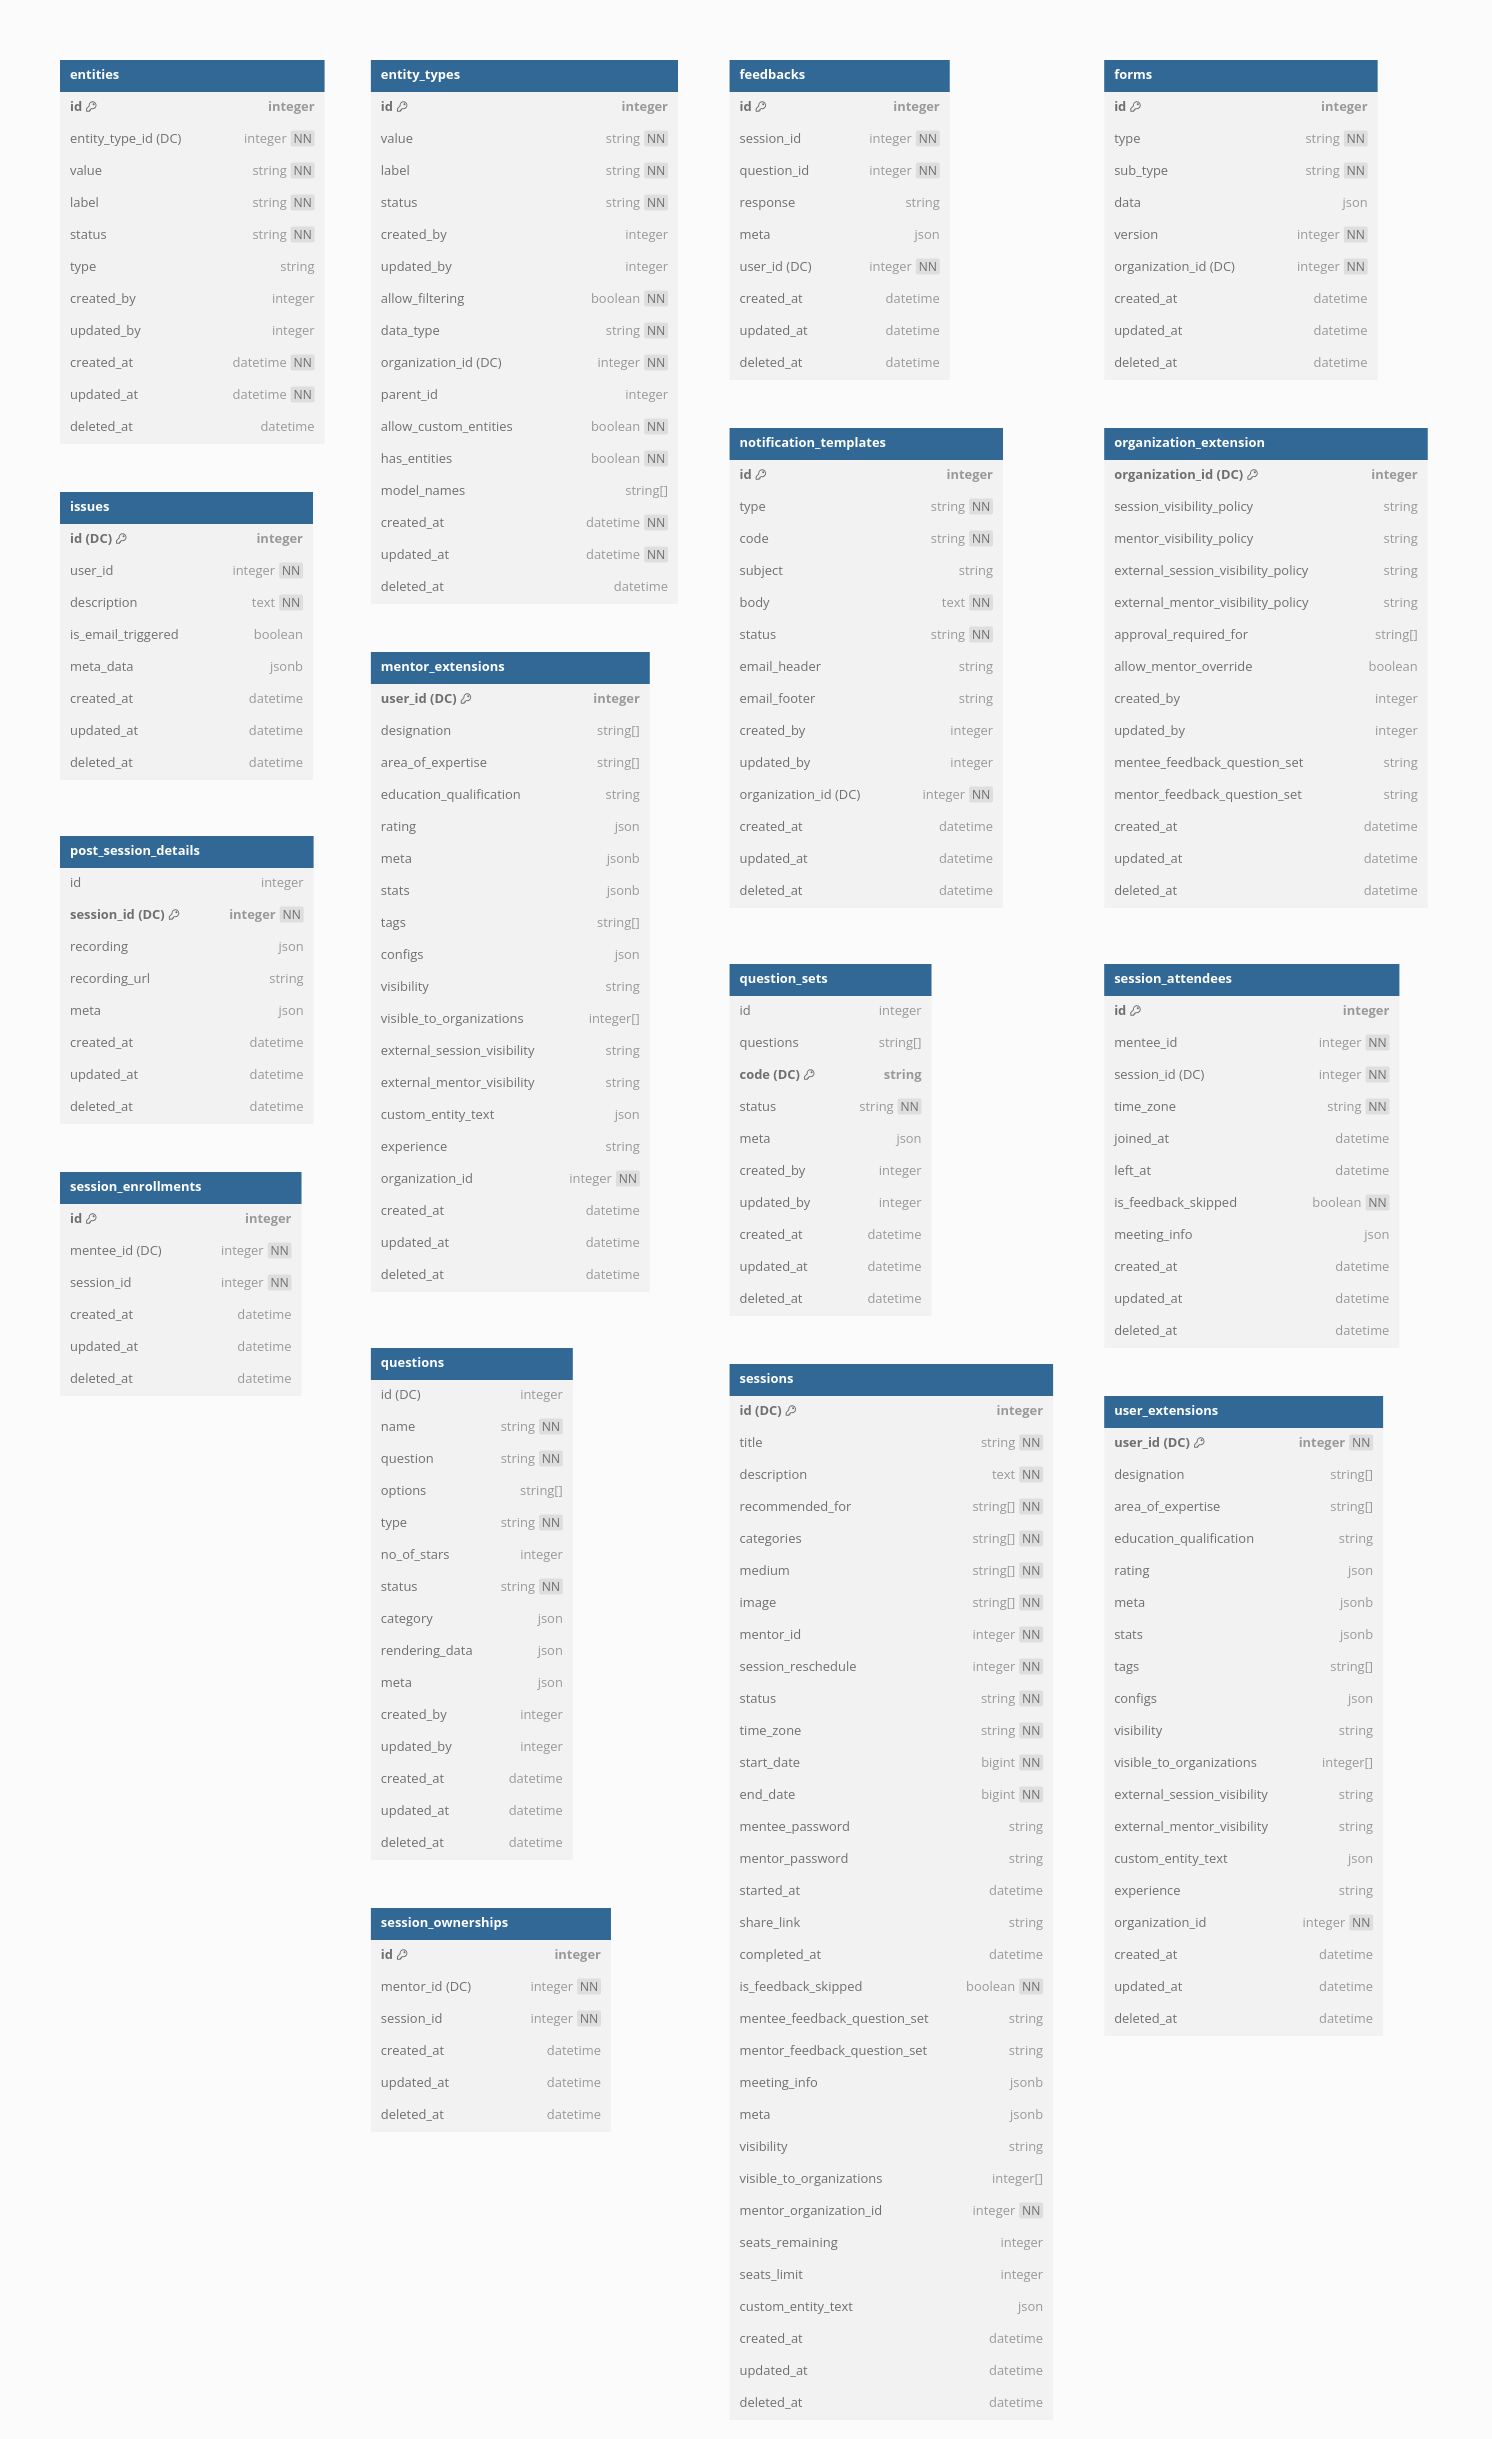 entities
id integer
entity_type_id (DC) integer NN
value string NN
label string NN
status string NN
type string
created_by integer
updated_by integer
created_at datetime NN
updated_at datetime NN
deleted_at datetime
issues
id (DC) integer
user_id integer NN
description text NN
is_email_triggered boolean
meta_data jsonb
created_at datetime
updated_at datetime
deleted_at datetime
post_session_details
id integer
session_id (DC) integer NN
recording json
recording_url string
meta json
created_at datetime
updated_at datetime
deleted_at datetime
session_enrollments
id integer
mentee_id (DC) integer NN
session_id integer NN
created_at datetime
updated_at datetime
deleted_at datetime
entity_types
id integer
value string NN
label string NN
status string NN
created_by integer
updated_by integer
allow_filtering boolean NN
data_type string NN
organization_id (DC) integer NN
parent_id integer
allow_custom_entities boolean NN
has_entities boolean NN
model_names string[]
created_at datetime NN
updated_at datetime NN
deleted_at datetime
mentor_extensions
user_id (DC) integer
designation string[]
area_of_expertise string[]
education_qualification string
rating json
meta jsonb
stats jsonb
tags string[]
configs json
visibility string
visible_to_organizations integer[]
external_session_visibility string
external_mentor_visibility string
custom_entity_text json
experience string
organization_id integer NN
created_at datetime
updated_at datetime
deleted_at datetime
questions
id (DC) integer
name string NN
question string NN
options string[]
type string NN
no_of_stars integer
status string NN
category json
rendering_data json
meta json
created_by integer
updated_by integer
created_at datetime
updated_at datetime
deleted_at datetime
session_ownerships
id integer
mentor_id (DC) integer NN
session_id integer NN
created_at datetime
updated_at datetime
deleted_at datetime
feedbacks
id integer
session_id integer NN
question_id integer NN
response string
meta json
user_id (DC) integer NN
created_at datetime
updated_at datetime
deleted_at datetime
notification_templates
id integer
type string NN
code string NN
subject string
body text NN
status string NN
email_header string
email_footer string
created_by integer
updated_by integer
organization_id (DC) integer NN
created_at datetime
updated_at datetime
deleted_at datetime
question_sets
id integer
questions string[]
code (DC) string
status string NN
meta json
created_by integer
updated_by integer
created_at datetime
updated_at datetime
deleted_at datetime
sessions
id (DC) integer
title string NN
description text NN
recommended_for string[] NN
categories string[] NN
medium string[] NN
image string[] NN
mentor_id integer NN
session_reschedule integer NN
status string NN
time_zone string NN
start_date bigint NN
end_date bigint NN
mentee_password string
mentor_password string
started_at datetime
share_link string
completed_at datetime
is_feedback_skipped boolean NN
mentee_feedback_question_set string
mentor_feedback_question_set string
meeting_info jsonb
meta jsonb
visibility string
visible_to_organizations integer[]
mentor_organization_id integer NN
seats_remaining integer
seats_limit integer
custom_entity_text json
created_at datetime
updated_at datetime
deleted_at datetime
forms
id integer
type string NN
sub_type string NN
data json
version integer NN
organization_id (DC) integer NN
created_at datetime
updated_at datetime
deleted_at datetime
organization_extension
organization_id (DC) integer
session_visibility_policy string
mentor_visibility_policy string
external_session_visibility_policy string
external_mentor_visibility_policy string
approval_required_for string[]
allow_mentor_override boolean
created_by integer
updated_by integer
mentee_feedback_question_set string
mentor_feedback_question_set string
created_at datetime
updated_at datetime
deleted_at datetime
session_attendees
id integer
mentee_id integer NN
session_id (DC) integer NN
time_zone string NN
joined_at datetime
left_at datetime
is_feedback_skipped boolean NN
meeting_info json
created_at datetime
updated_at datetime
deleted_at datetime
user_extensions
user_id (DC) integer NN
designation string[]
area_of_expertise string[]
education_qualification string
rating json
meta jsonb
stats jsonb
tags string[]
configs json
visibility string
visible_to_organizations integer[]
external_session_visibility string
external_mentor_visibility string
custom_entity_text json
experience string
organization_id integer NN
created_at datetime
updated_at datetime
deleted_at datetime